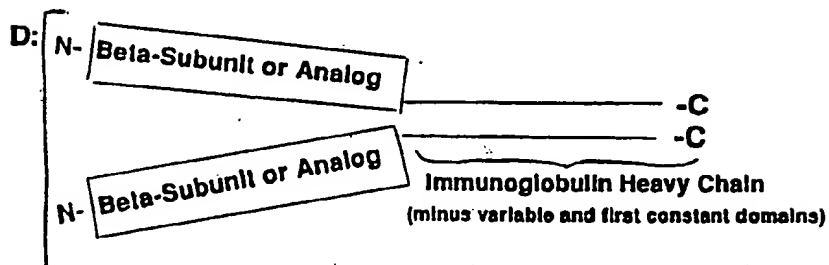 D:
N- Beta-Subunit or Analog
-C
-C
N- Beta-Subunit or Analog
Immunoglobulin Heavy Chain
(minus variable and first constant domains)